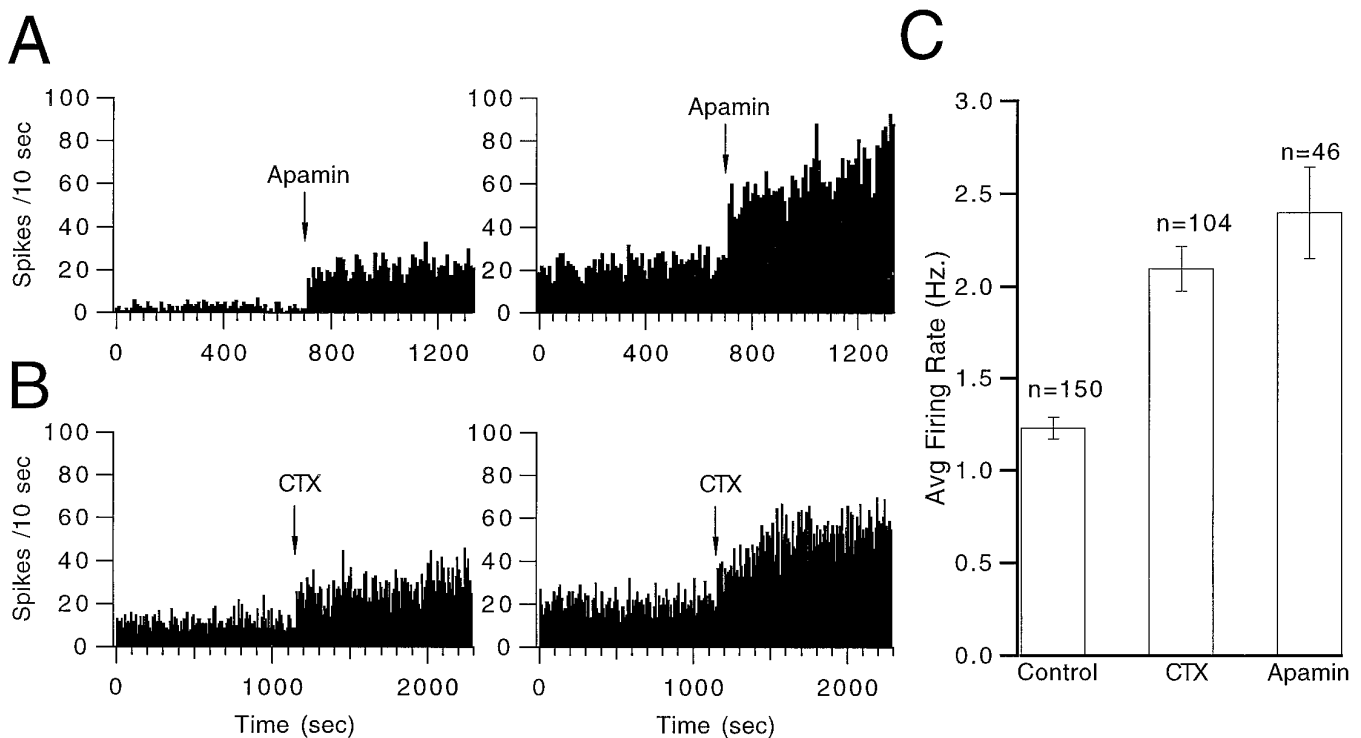 A
C
Spikes /10 sec
100
80
60
40
20
0
Apamin
0
400
800
1200
100
80
60
40
20
0
Apamin
0
400
800
1200
B
Spikes /10 sec
100
80
60
40
20
0
CTX
0
1000
2000
Time (sec)
100
80
60
40
20
0
CTX
0
1000
2000
Time (sec)
Avg Firing Rate (Hz.)
3.0
2.5
2.0
1.5
1.0
0.5
0.0
n=150
n=104
n=46
Control
CTX
Apamin